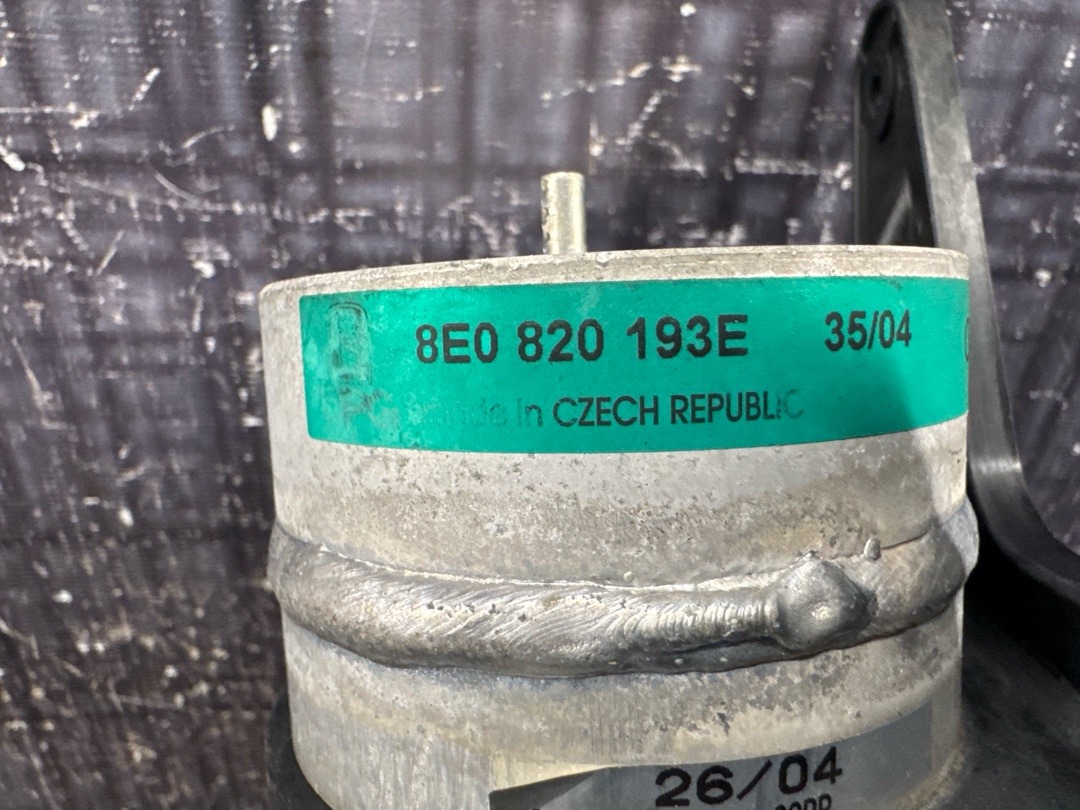 8E0 820 193E 35/04
made in CZECH REPUBLIC
26/04